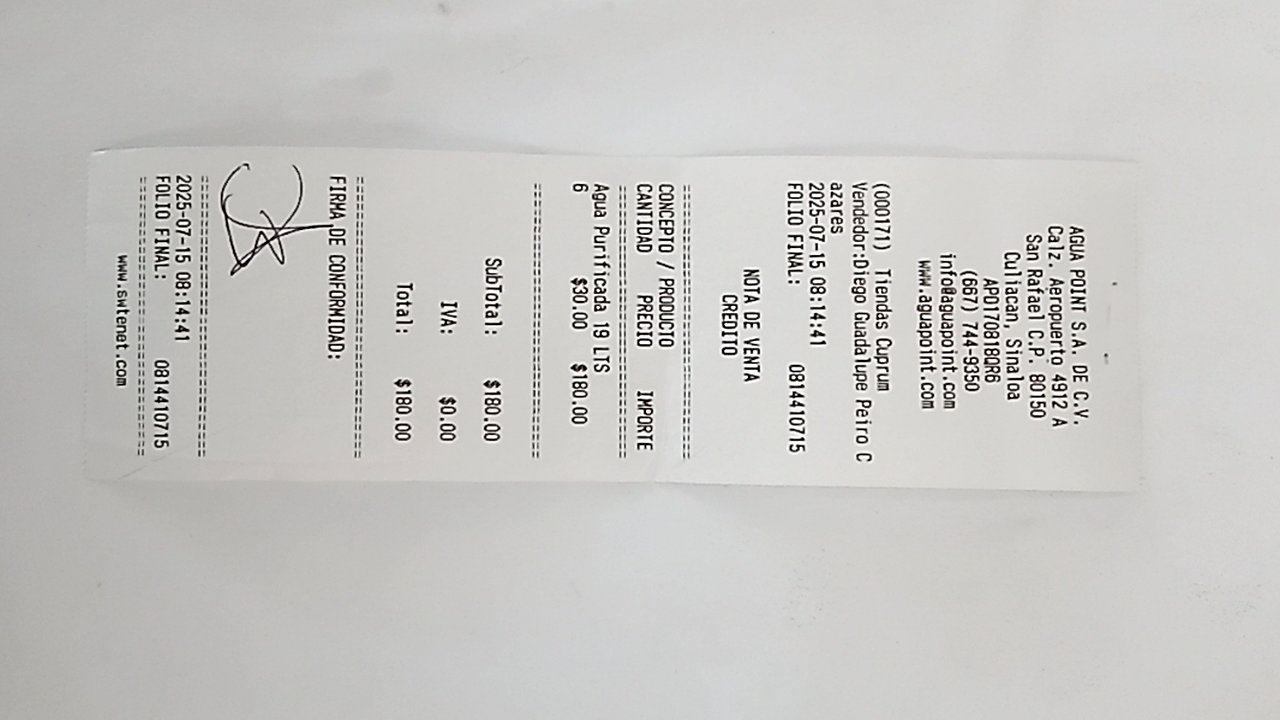 AGUA POINT S.A. DE C.V.
Calz. Aeropuerto 4912 A
San Rafael C.P. 80150
Culiacan, Sinaloa
APO170818QR6
(667) 744-9350
info@aguapoint.com
www.aguapoint.com
(000171) Tiendas Cuprum
Vendedor:Diego Guadalupe Peiro C
azares
2025-07-15 08:14:41
FOLIO FINAL: 0814410715
NOTA DE VENTA
CREDITO
================================
CONCEPTO / PRODUCTO
CANTIDAD PRECIO IMPORTE
================================
Agua Purificada 19 LTS
6 $30.00 $180.00
================================
SubTotal: $180.00
IVA: $0.00
Total: $180.00
================================
FIRMA DE CONFORMIDAD:
================================
2025-07-15 08:14:41
FOLIO FINAL: 0814410715
================================
www.swtenet.com